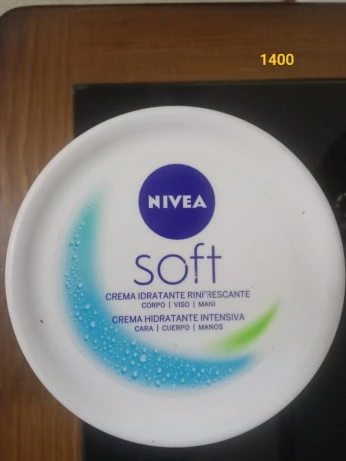 1400
NIVEA
soft
CREMA IDRATANTE RINFRESCANTE
CORPO | VISO | MANI
CREMA HIDRATANTE INTENSIVA
CARA | CUERPO | MANOS